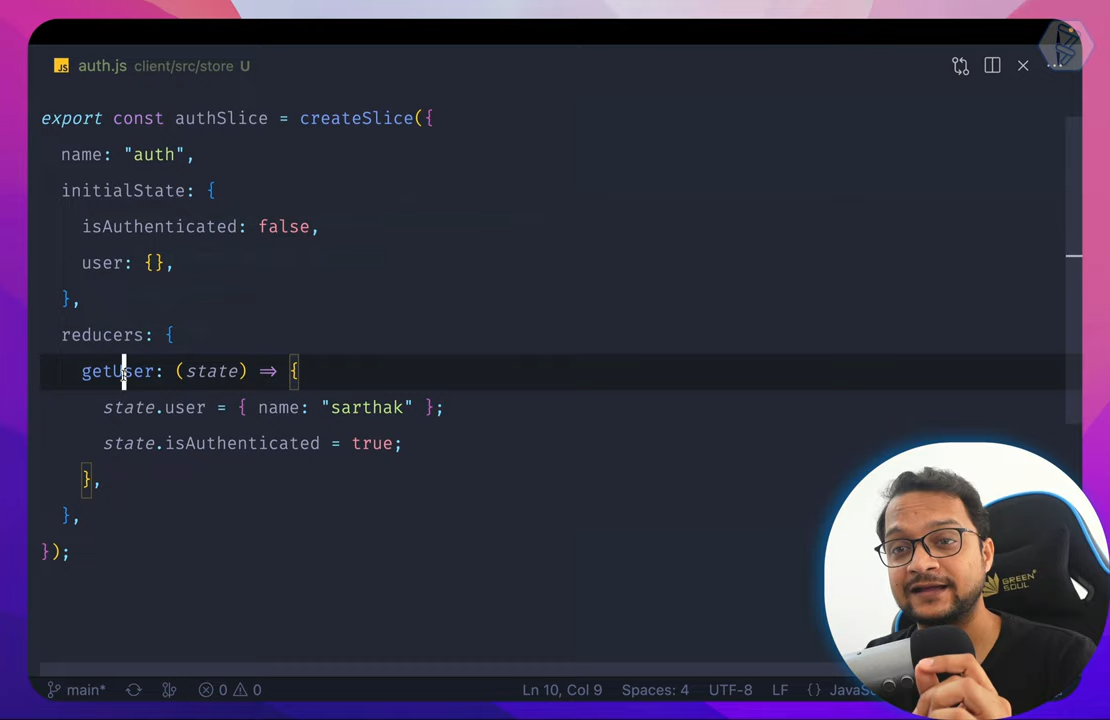 JS auth.js client/src/store U
export const authSlice = createSlice({
name: "auth",
initialState: {
isAuthenticated: false,
user: {},
},
reducers: {
getUser: (state) => {
state.user = { name: "sarthak" };
state.isAuthenticated = true;
},
},
});
GREEN
SOUL
main* 0 0 Ln 10, Col 9 Spaces: 4 UTF-8 LF {}